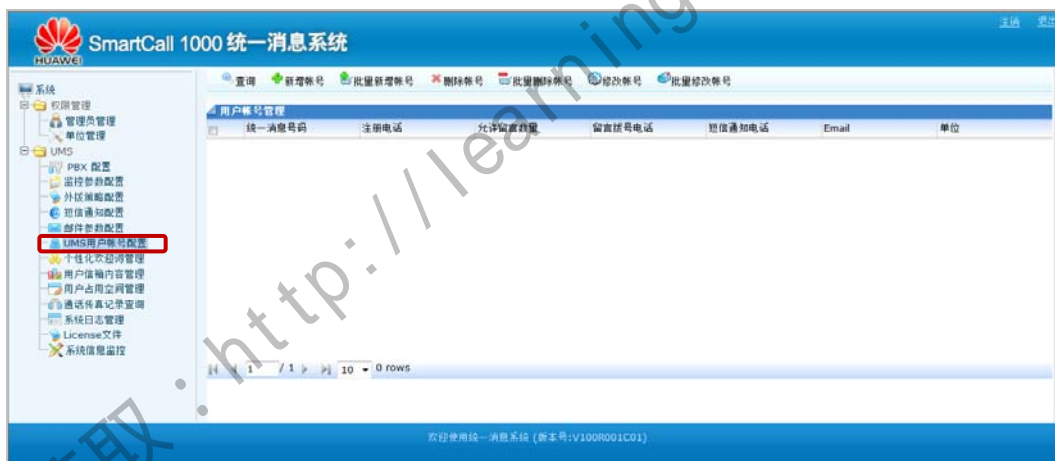 注销 退出
HUAWEI
SmartCall 1000 统一消息系统
查询 新增帐号 批量新增帐号 删除帐号 批量删除帐号 修改帐号 批量修改帐号
系统
权限管理
管理员管理
单位管理
UMS
PBX 配置
监控参数配置
外拨策略配置
短信通知配置
邮件参数配置
UMS用户帐号配置
个性化欢迎词管理
用户信箱内容管理
用户占用空间管理
通话传真记录查询
系统日志管理
License文件
系统信息监控
用户帐号管理
统一消息号码 注册电话 允许留言数量 留言拨号电话 短信通知电话 Email 单位
1 / 1 10 0 rows
欢迎使用统一消息系统 (版本号:V100R001C01)
取：http://learning